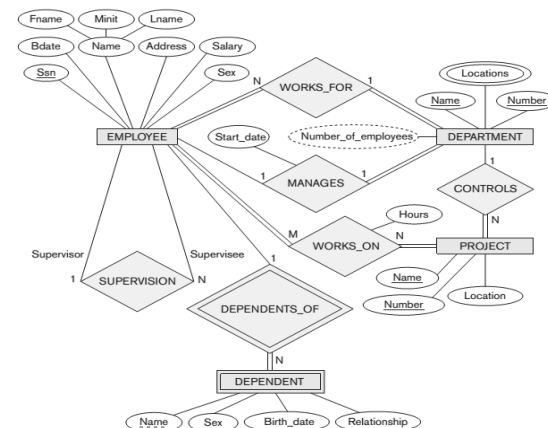 Fname Minit Lname
Bdate Name Address Salary
Ssn Sex
N WORKS_FOR 1
Locations
Name Number
EMPLOYEE
Start_date
Number_of_employees
DEPARTMENT
1 MANAGES 1
1
CONTROLS
N
M WORKS_ON N
Hours
PROJECT
Supervisor Supervisee
1 SUPERVISION N
1
Name
Number
Location
DEPENDENTS_OF
N
DEPENDENT
Name Sex Birth_date Relationship